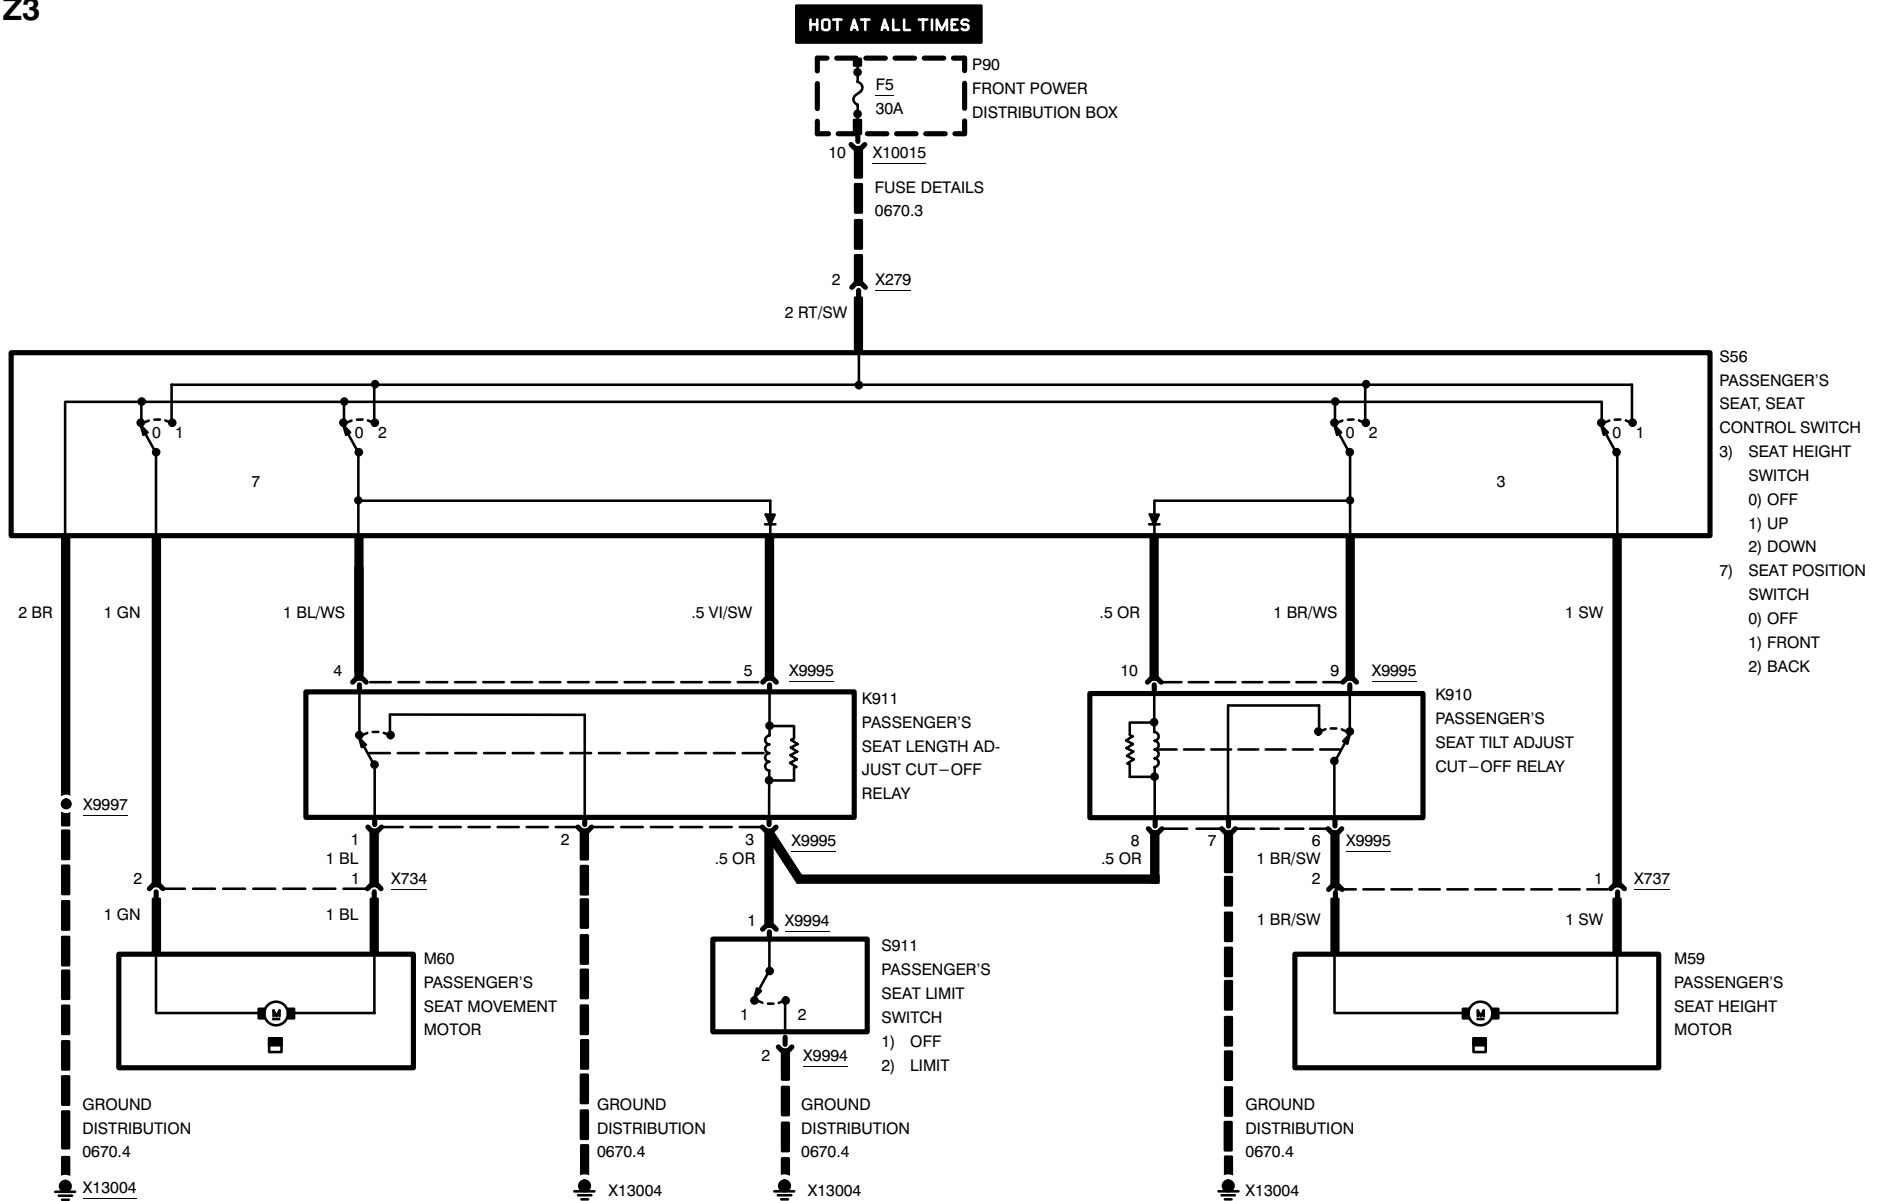 Z3
HOT AT ALL TIMES
P90
FRONT POWER
DISTRIBUTION BOX
F5
30A
10 X10015
FUSE DETAILS
0670.3
2 X279
2 RT/SW
S56
PASSENGER'S
SEAT, SEAT
CONTROL SWITCH
3) SEAT HEIGHT
SWITCH
0) OFF
1) UP
2) DOWN
7) SEAT POSITION
SWITCH
0) OFF
1) FRONT
2) BACK
0 1
0 2
0 2
0 1
7
3
2 BR
1 GN
1 BL/WS
.5 VI/SW
.5 OR
1 BR/WS
1 SW
4
5 X9995
10
9 X9995
K911
PASSENGER'S
SEAT LENGTH AD-
JUST CUT-OFF
RELAY
K910
PASSENGER'S
SEAT TILT ADJUST
CUT-OFF RELAY
X9997
1
2
3 X9995
8
7
6 X9995
1 BL
.5 OR
.5 OR
1 BR/SW
2
1 X734
2
1 X737
1 GN
1 BL
1 X9994
1 BR/SW
1 SW
M60
PASSENGER'S
SEAT MOVEMENT
MOTOR
M
S911
PASSENGER'S
SEAT LIMIT
SWITCH
1) OFF
2) LIMIT
1 2
2 X9994
M59
PASSENGER'S
SEAT HEIGHT
MOTOR
M
GROUND
DISTRIBUTION
0670.4
X13004
GROUND
DISTRIBUTION
0670.4
X13004
GROUND
DISTRIBUTION
0670.4
X13004
GROUND
DISTRIBUTION
0670.4
X13004